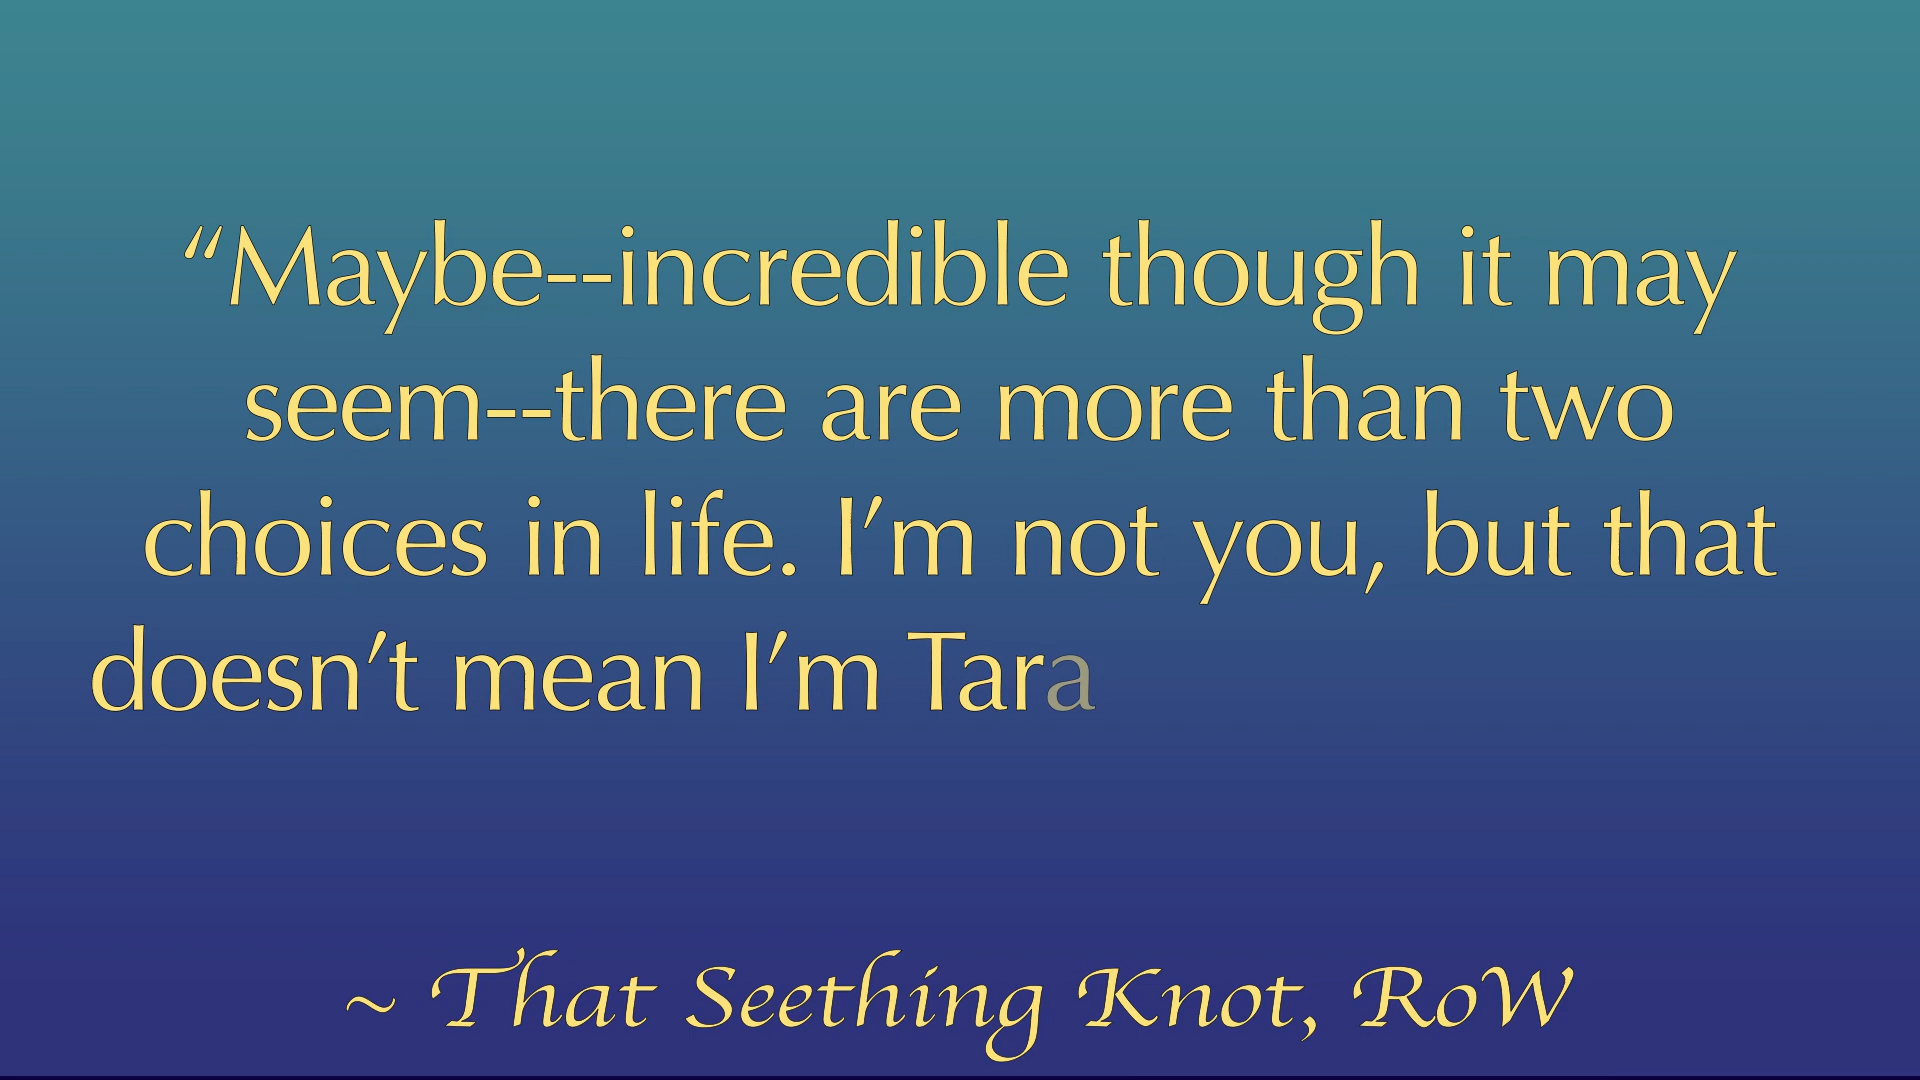 “Maybe--incredible though it may
seem--there are more than two
choices in life. I’m not you, but that
doesn’t mean I’m Tara
~ That Seething Knot, RoW